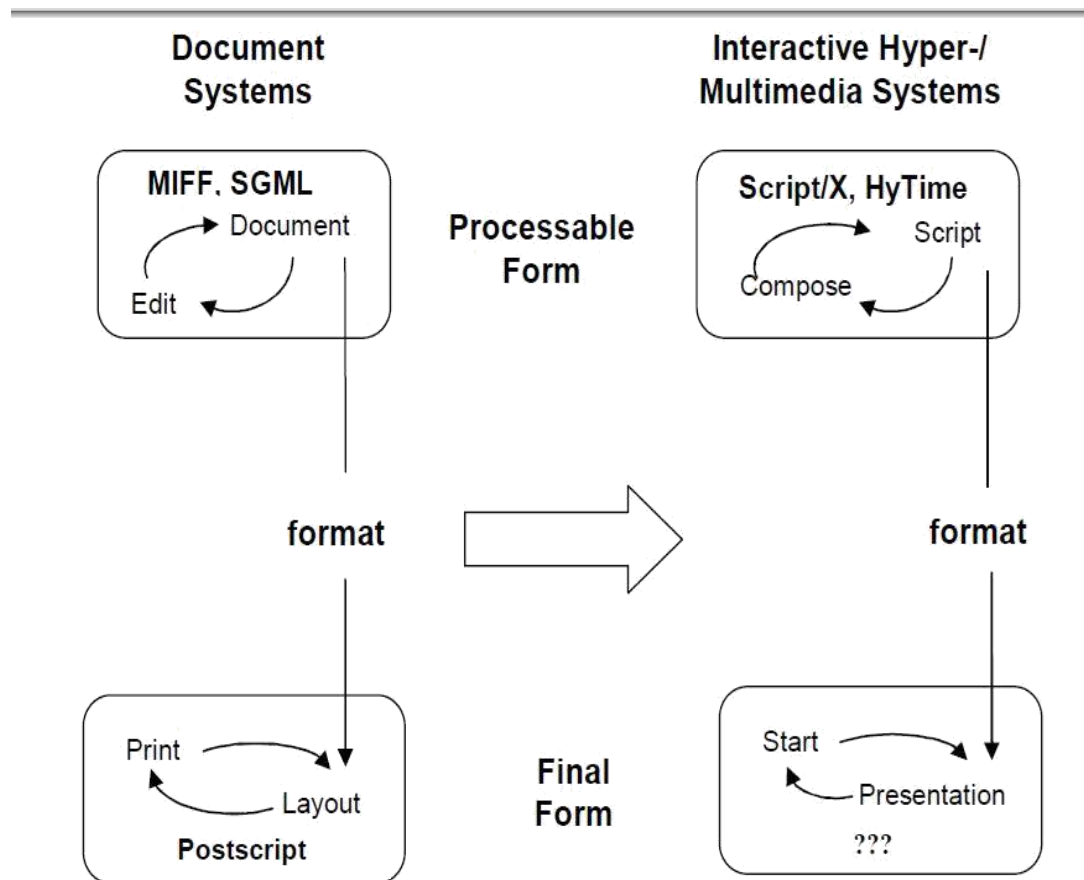 Document
Systems
Interactive Hyper-/
Multimedia Systems
MIFF, SGML
Document
Edit
Processable
Form
Script/X, HyTime
Script
Compose
format
format
Print
Layout
Postscript
Final
Form
Start
Presentation
???